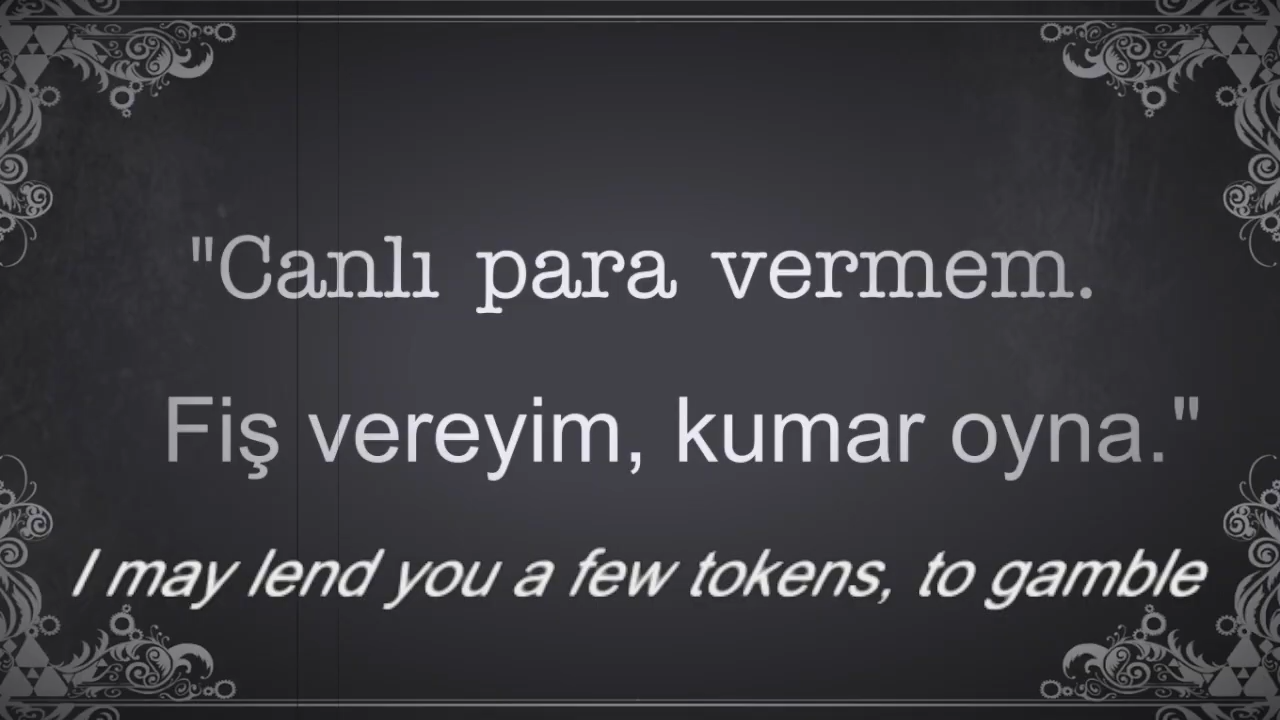 "Canlı para vermem.
Fiş vereyim, kumar oyna."
I may lend you a few tokens, to gamble